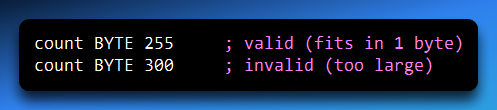 count BYTE 255     ; valid (fits in 1 byte)
count BYTE 300     ; invalid (too large)